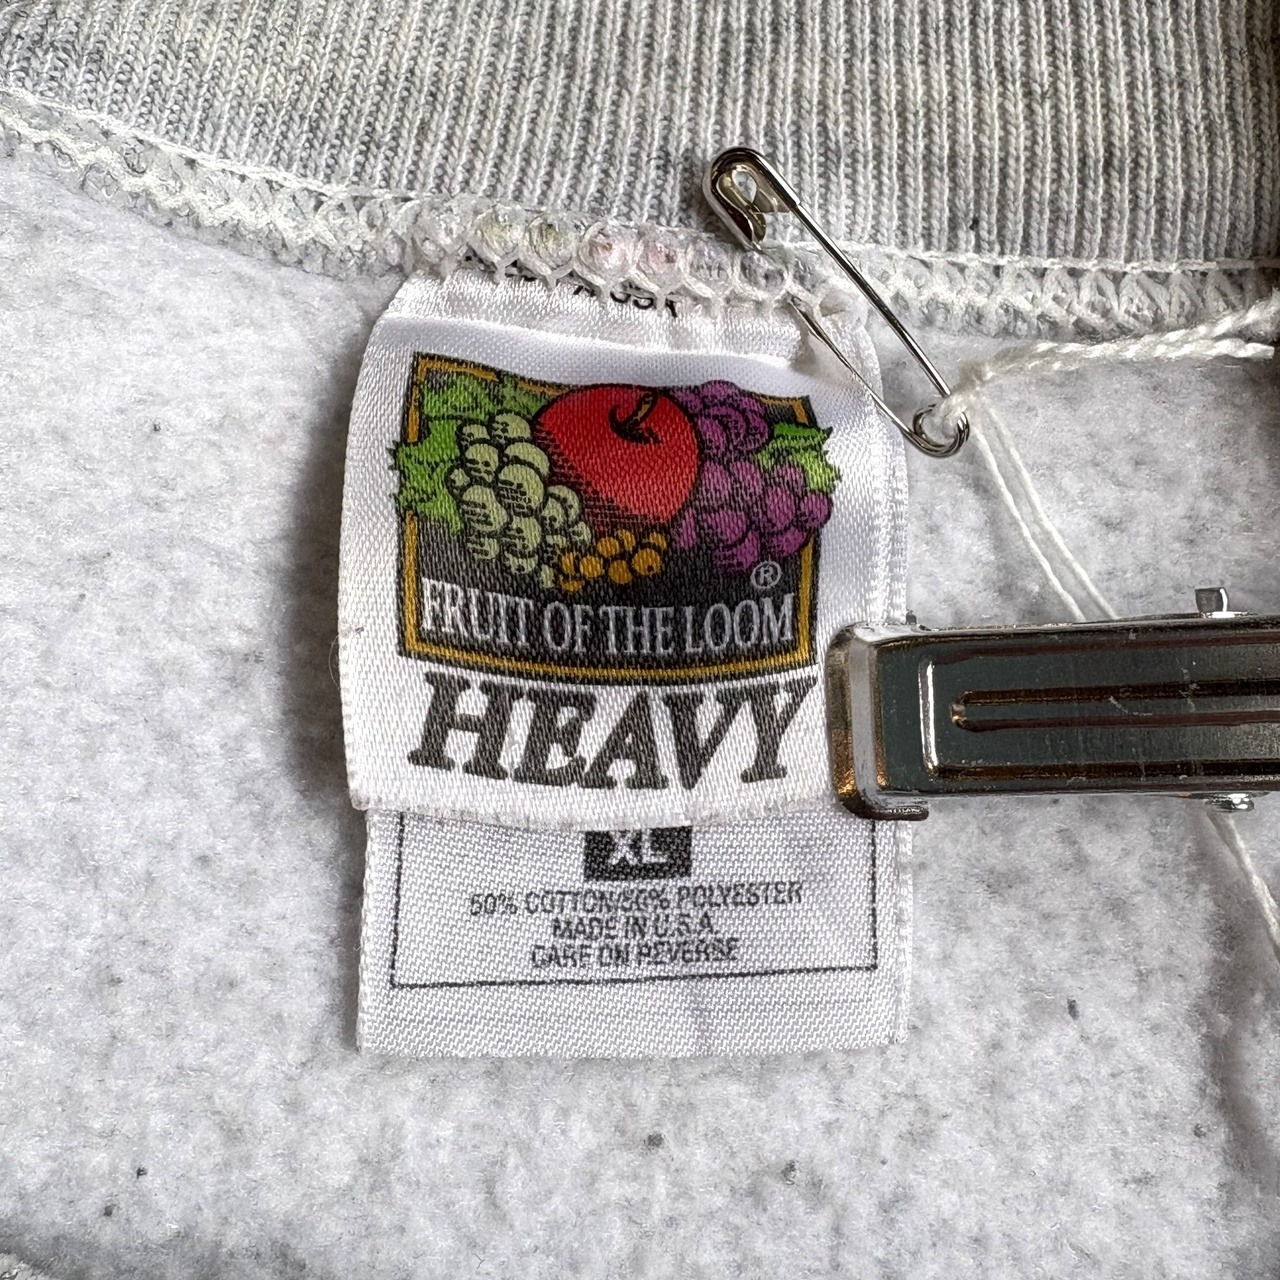 ®
FRUIT OF THE LOOM
HEAVY
XL
50% COTTON/50% POLYESTER
MADE IN U.S.A
CARE ON REVERSE